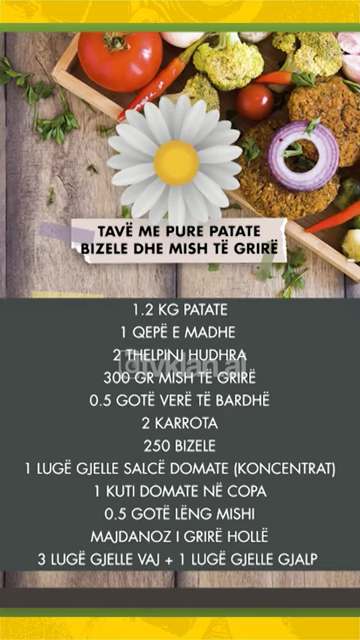 TAVË ME PURE PATATE
BIZELE DHE MISH TË GRIRË
1.2 KG PATATE
1 QEPË E MADHE
2 THELPINJ HUDHRA
@tvklan.al
300 GR MISH TË GRIRË
0.5 GOTË VERË TË BARDHË
2 KARROTA
250 BIZELE
1 LUGË GJELLE SALCË DOMATE (KONCENTRAT)
1 KUTI DOMATE NË COPA
0.5 GOTË LËNG MISHI
MAJDANOZ I GRIRË HOLLË
3 LUGË GJELLE VAJ + 1 LUGË GJELLE GJALP